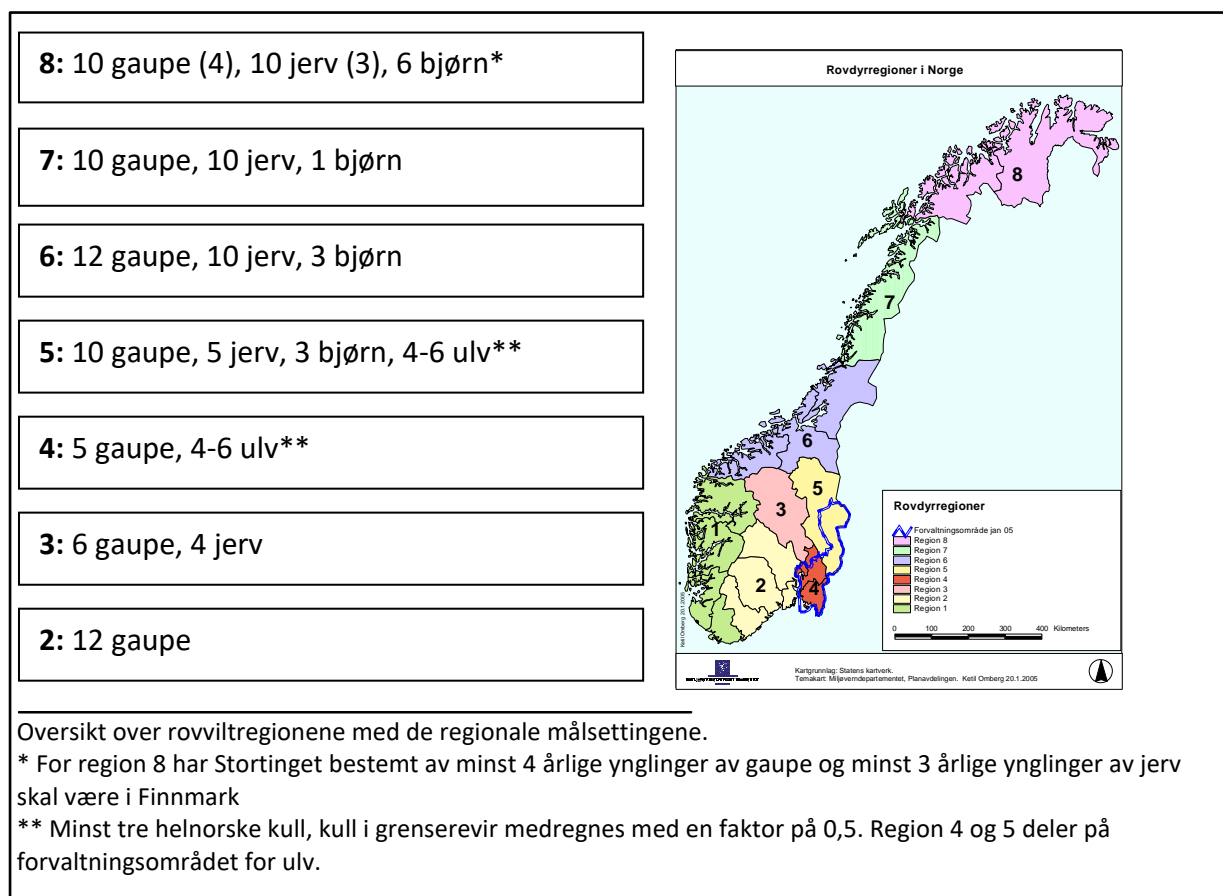 8: 10 gaupe (4), 10 jerv (3), 6 bjørn*
7: 10 gaupe, 10 jerv, 1 bjørn
6: 12 gaupe, 10 jerv, 3 bjørn
5: 10 gaupe, 5 jerv, 3 bjørn, 4-6 ulv**
4: 5 gaupe, 4-6 ulv**
3: 6 gaupe, 4 jerv
2: 12 gaupe
Rovdyrregioner i Norge
8
7
6
5
3
1
2
4
Rovdyrregioner
Forvaltningsområde jan 05
Region 8
Region 7
Region 6
Region 5
Region 4
Region 3
Region 2
Region 1
0 100 200 300 400 Kilometers
Ketil Omberg 20.1.2005
Kartgrunnlag: Statens kartverk.
Temakart: Miljøverndepartementet, Planavdelingen. Ketil Omberg 20.1.2005
Oversikt over rovviltregionene med de regionale målsettingene.
* For region 8 har Stortinget bestemt av minst 4 årlige ynglinger av gaupe og minst 3 årlige ynglinger av jerv
skal være i Finnmark
** Minst tre helnorske kull, kull i grenserevir medregnes med en faktor på 0,5. Region 4 og 5 deler på
forvaltningsområdet for ulv.